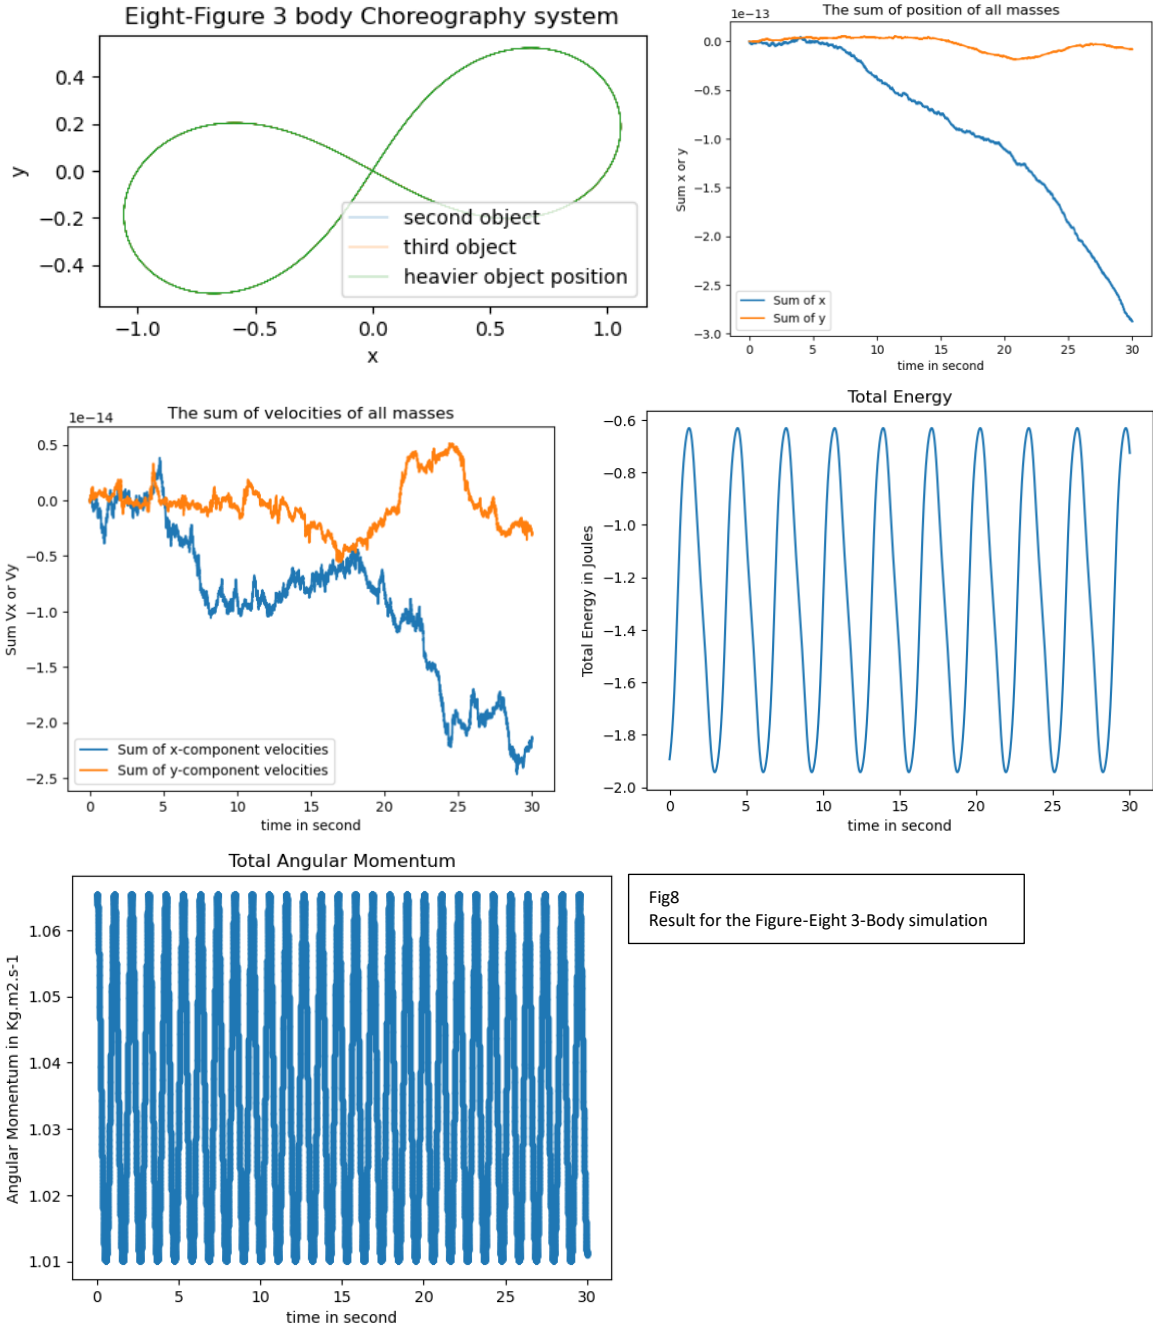 Eight-Figure 3 body Choreography system
0.4
0.2
0.0
−0.2
−0.4
y
second object
third object
heavier object position
−1.0
−0.5
0.0
0.5
1.0
x
The sum of position of all masses
1e−13
0.0
−0.5
−1.0
−1.5
−2.0
−2.5
−3.0
Sum x or y
Sum of x
Sum of y
0
5
10
15
20
25
30
time in second
The sum of velocities of all masses
1e−14
0.5
0.0
−0.5
−1.0
−1.5
−2.0
−2.5
Sum Vx or Vy
Sum of x-component velocities
Sum of y-component velocities
0
5
10
15
20
25
30
time in second
Total Energy
−0.6
−0.8
−1.0
−1.2
−1.4
−1.6
−1.8
−2.0
Total Energy in Joules
0
5
10
15
20
25
30
time in second
Total Angular Momentum
1.06
1.05
1.04
1.03
1.02
1.01
Angular Momentum in Kg.m2.s-1
0
5
10
15
20
25
30
time in second
Fig8
Result for the Figure-Eight 3-Body simulation